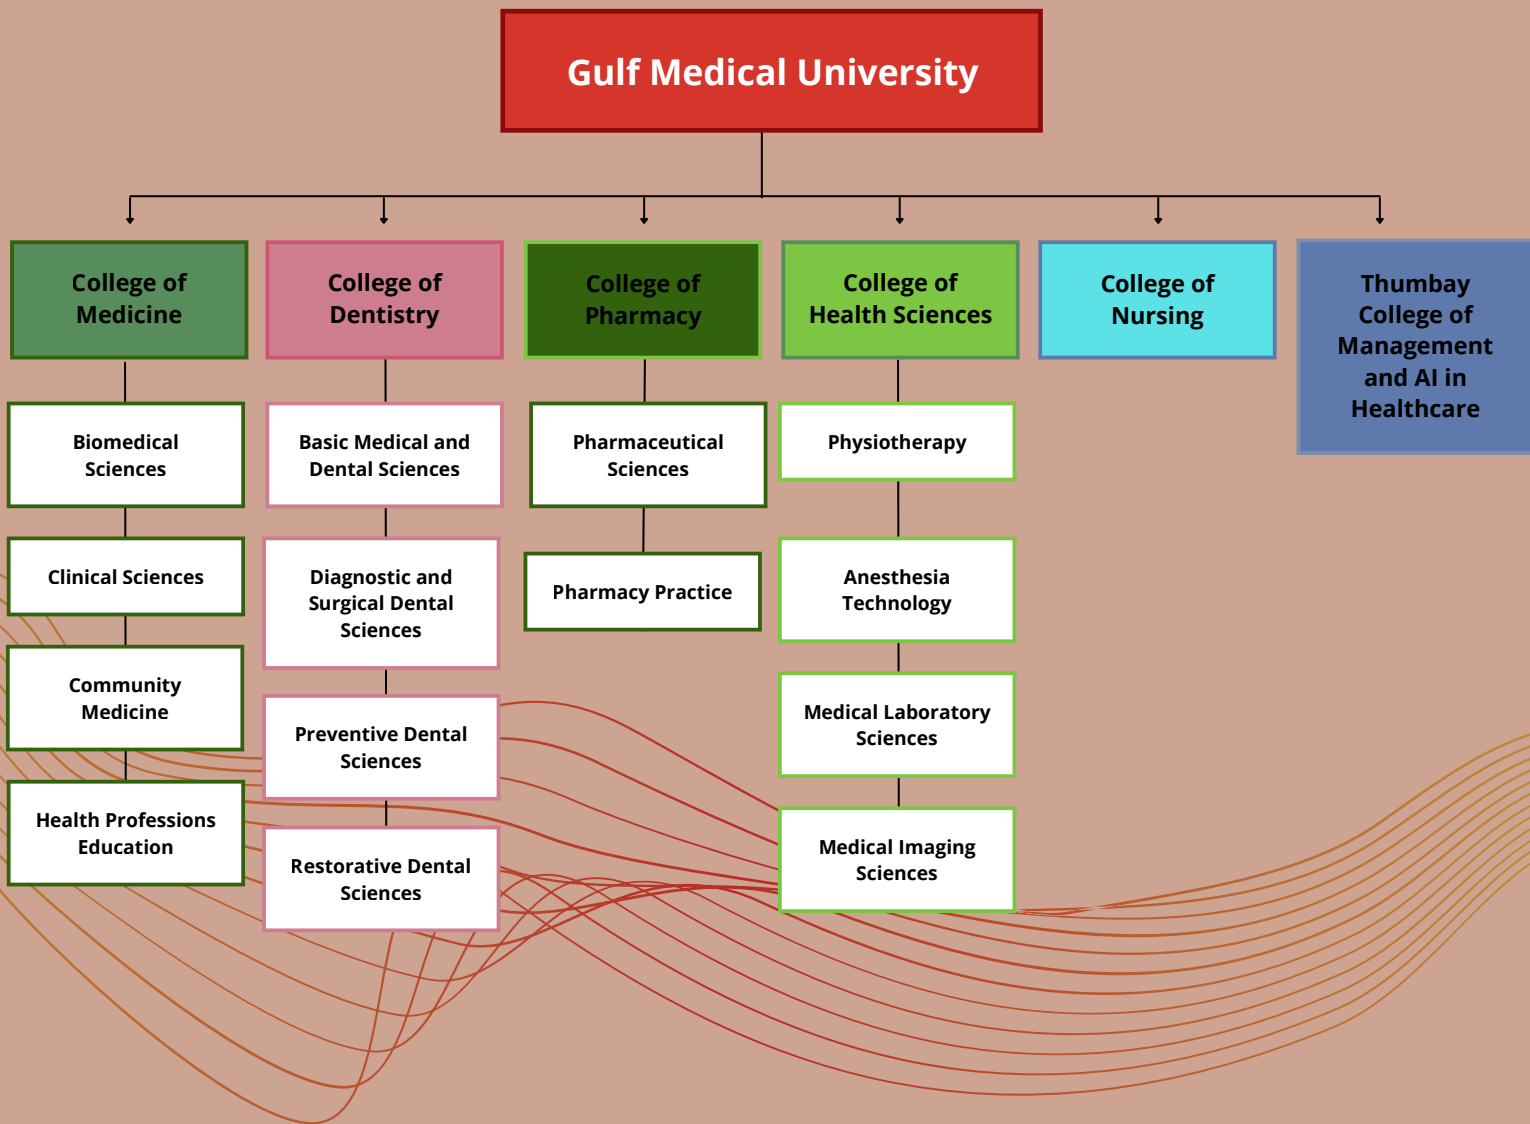 Gulf Medical University
College of
Medicine
College of
Dentistry
College of
Pharmacy
College of
Health Sciences
College of
Nursing
Thumbay
College of
Management
and AI in
Healthcare
Biomedical
Sciences
Clinical Sciences
Community
Medicine
Health Professions
Education
Basic Medical and
Dental Sciences
Diagnostic and
Surgical Dental
Sciences
Preventive Dental
Sciences
Restorative Dental
Sciences
Pharmaceutical
Sciences
Pharmacy Practice
Physiotherapy
Anesthesia
Technology
Medical Laboratory
Sciences
Medical Imaging
Sciences